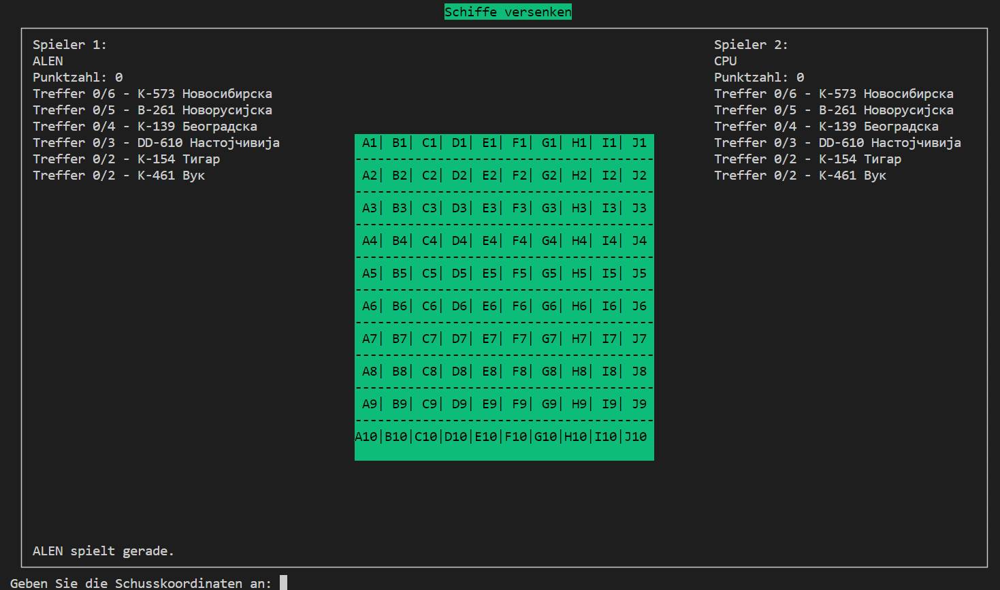 Schiffe versenken
Spieler 1:
ALEN
Punktzahl: 0
Treffer 0/6 - К-573 Новосибирска
Treffer 0/5 - В-261 Новорусијска
Treffer 0/4 - К-139 Београдска
Treffer 0/3 - DD-610 Настојчивија
Treffer 0/2 - К-154 Тигар
Treffer 0/2 - К-461 Вук
Spieler 2:
CPU
Punktzahl: 0
Treffer 0/6 - К-573 Новосибирска
Treffer 0/5 - В-261 Новорусијска
Treffer 0/4 - К-139 Београдска
Treffer 0/3 - DD-610 Настојчивија
Treffer 0/2 - К-154 Тигар
Treffer 0/2 - К-461 Вук
A1| B1| C1| D1| E1| F1| G1| H1| I1| J1
----------------------------------------
A2| B2| C2| D2| E2| F2| G2| H2| I2| J2
----------------------------------------
A3| B3| C3| D3| E3| F3| G3| H3| I3| J3
----------------------------------------
A4| B4| C4| D4| E4| F4| G4| H4| I4| J4
----------------------------------------
A5| B5| C5| D5| E5| F5| G5| H5| I5| J5
----------------------------------------
A6| B6| C6| D6| E6| F6| G6| H6| I6| J6
----------------------------------------
A7| B7| C7| D7| E7| F7| G7| H7| I7| J7
----------------------------------------
A8| B8| C8| D8| E8| F8| G8| H8| I8| J8
----------------------------------------
A9| B9| C9| D9| E9| F9| G9| H9| I9| J9
----------------------------------------
A10|B10|C10|D10|E10|F10|G10|H10|I10|J10
ALEN spielt gerade.
Geben Sie die Schusskoordinaten an: